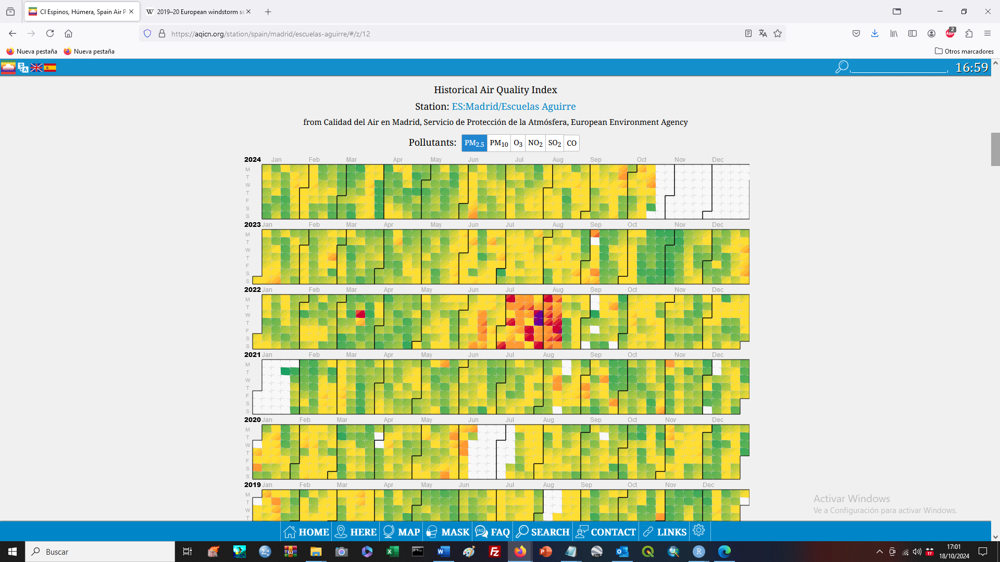 CI Espinos, Húmera, Spain Air P
2019–20 European windstorm se
https://aqicn.org/station/spain/madrid/escuelas-aguirre/#/z/12
2
ABP
Nueva pestaña
Nueva pestaña
Otros marcadores
16:59
Historical Air Quality Index
Station: ES:Madrid/Escuelas Aguirre
from Calidad del Air en Madrid, Servicio de Protección de la Atmósfera, European Environment Agency
Pollutants: PM2.5 PM10 O3 NO2 SO2 CO
2024 Jan Feb Mar Apr May Jun Jul Aug Sep Oct Nov Dec
M
T
W
T
F
S
S
2023 Jan Feb Mar Apr May Jun Jul Aug Sep Oct Nov Dec
M
T
W
T
F
S
S
2022 Jan Feb Mar Apr May Jun Jul Aug Sep Oct Nov Dec
M
T
W
T
F
S
S
2021 Jan Feb Mar Apr May Jun Jul Aug Sep Oct Nov Dec
M
T
W
T
F
S
S
2020 Jan Feb Mar Apr May Jun Jul Aug Sep Oct Nov Dec
M
T
W
T
F
S
S
2019 Jan Feb Mar Apr May Jun Jul Aug Sep Oct Nov Dec
M
T
W
T
Activar Windows
Ve a Configuración para activar Windows.
HOME HERE MAP MASK FAQ SEARCH CONTACT LINKS
Buscar
17:01
18/10/2024
17